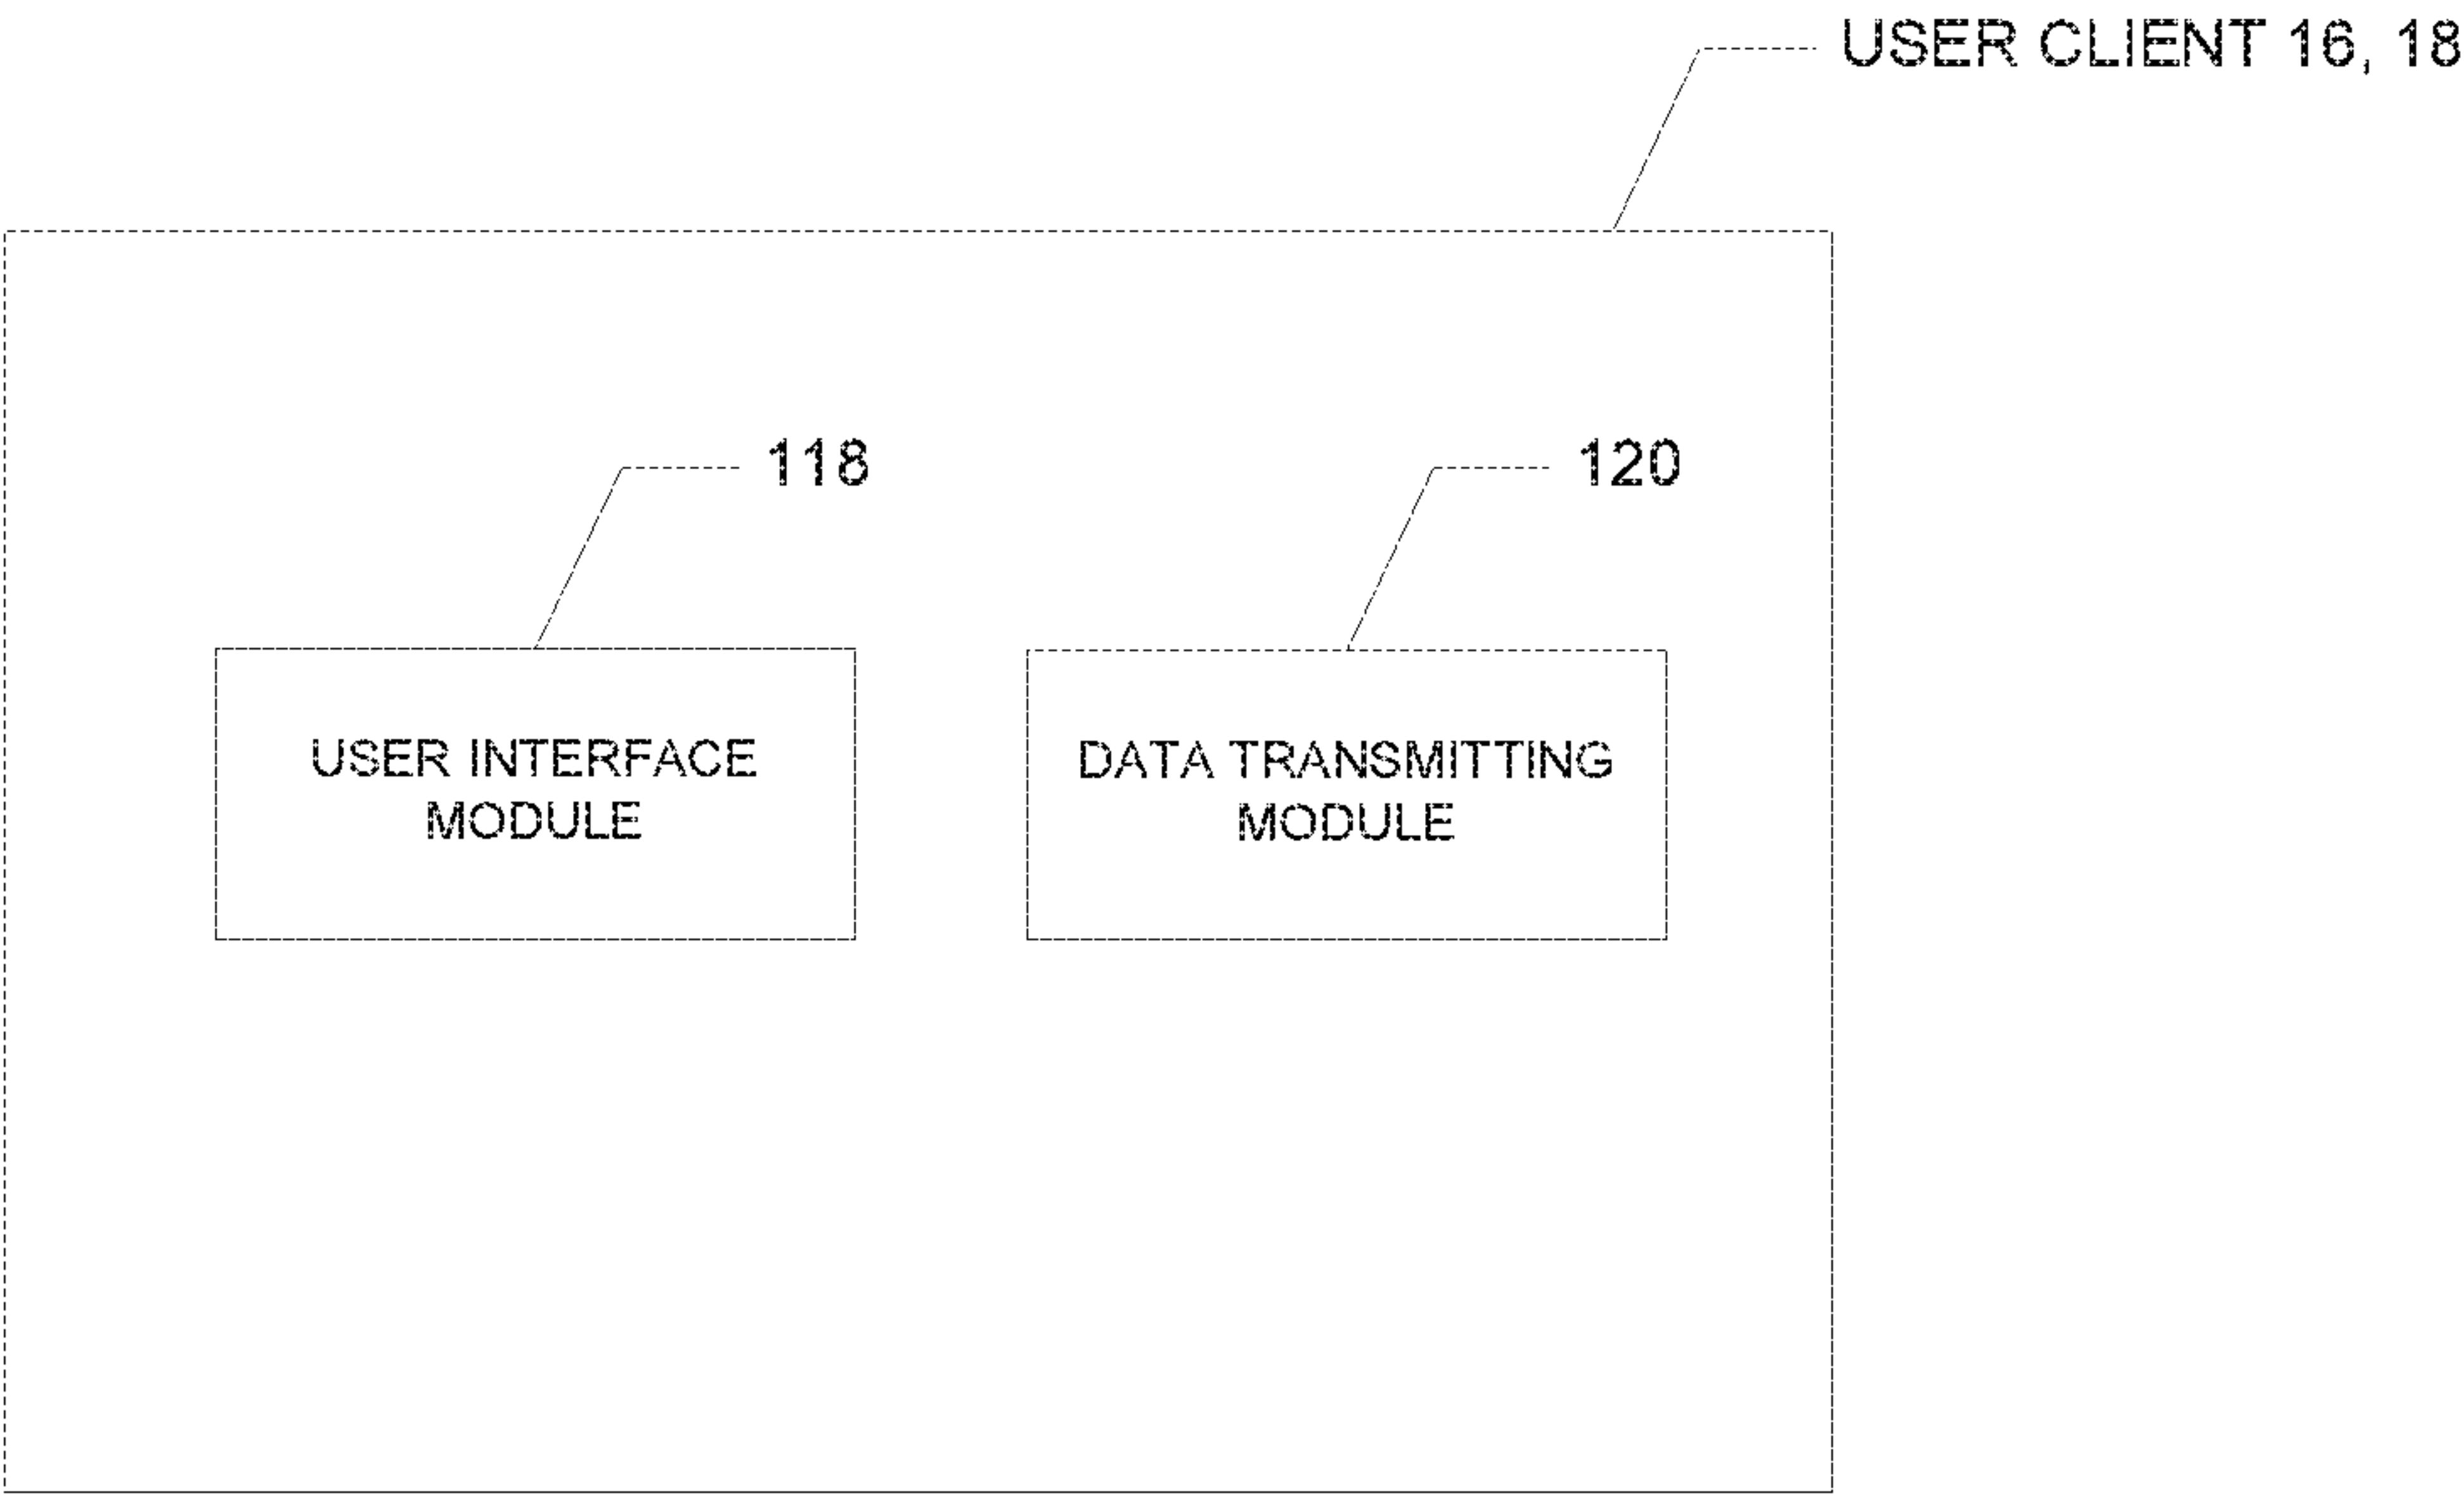 USER CLIENT 16, 18
118
120
USER INTERFACE
MODULE
DATA TRANSMITTING
MODULE